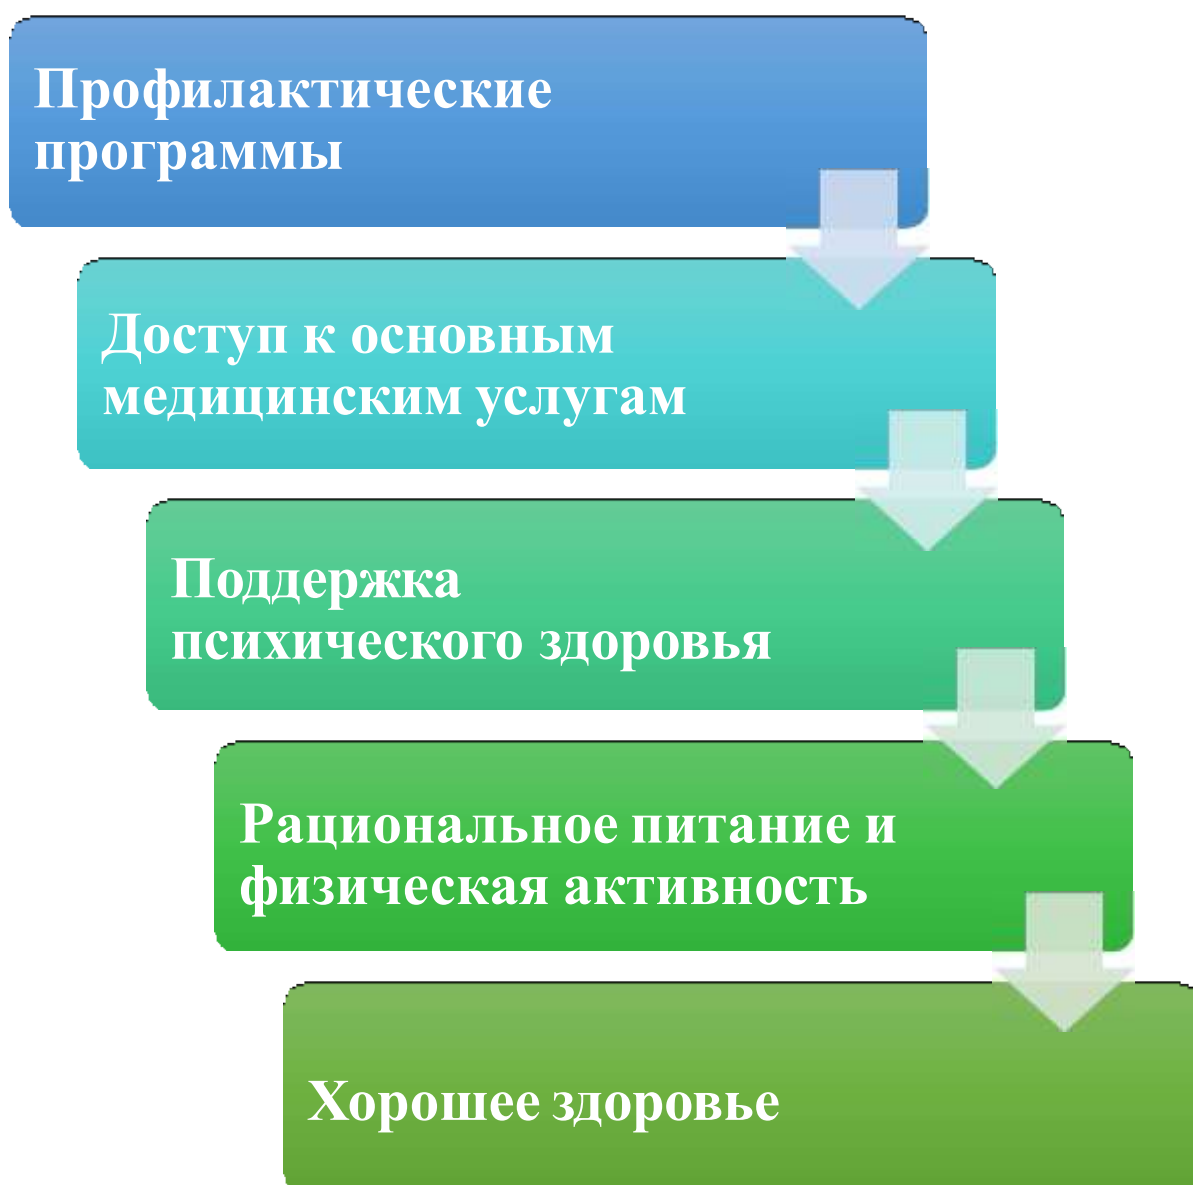 Профилактические
программы
Доступ к основным
медицинским услугам
Поддержка
психического здоровья
Рациональное питание и
физическая активность
Хорошее здоровье